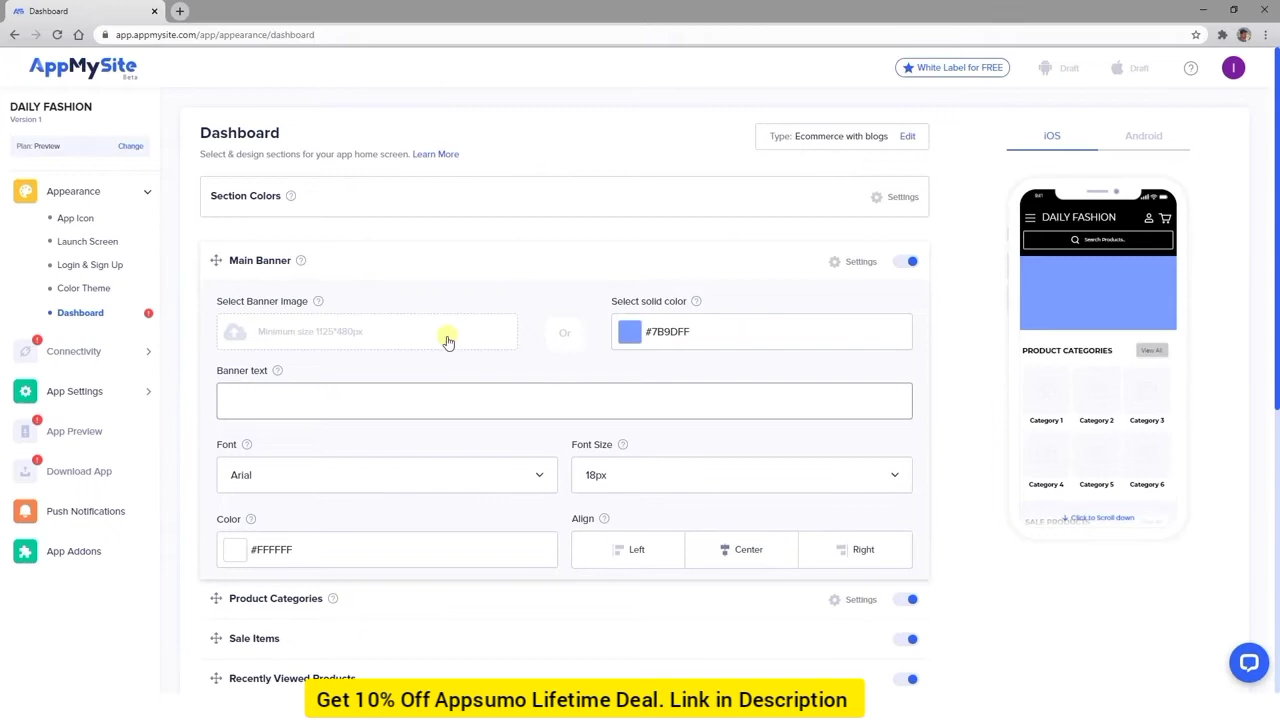 Dashboard
app.appmysite.com/app/appearance/dashboard
AppMySite
Beta
White Label for FREE
Draft
Draft
I
DAILY FASHION
Version 1
Plan: Preview
Change
Appearance
App Icon
Launch Screen
Login & Sign Up
Color Theme
Dashboard
Connectivity
App Settings
App Preview
Download App
Push Notifications
App Addons
Dashboard
Select & design sections for your app home screen. Learn More
Type: Ecommerce with blogs Edit
Section Colors
Settings
Main Banner
Settings
Select Banner Image
Minimum size 1125*480px
Or
Select solid color
#7B9DFF
Banner text
Font
Arial
Font Size
18px
Color
#FFFFFF
Align
Left
Center
Right
Product Categories
Settings
Sale Items
Recently Viewed Products
iOS
Android
9:41
DAILY FASHION
Search Products..
PRODUCT CATEGORIES
View All
Category 1
Category 2
Category 3
Category 4
Category 5
Category 6
SALE PRODUCTS
Click to Scroll down
Get 10% Off Appsumo Lifetime Deal. Link in Description